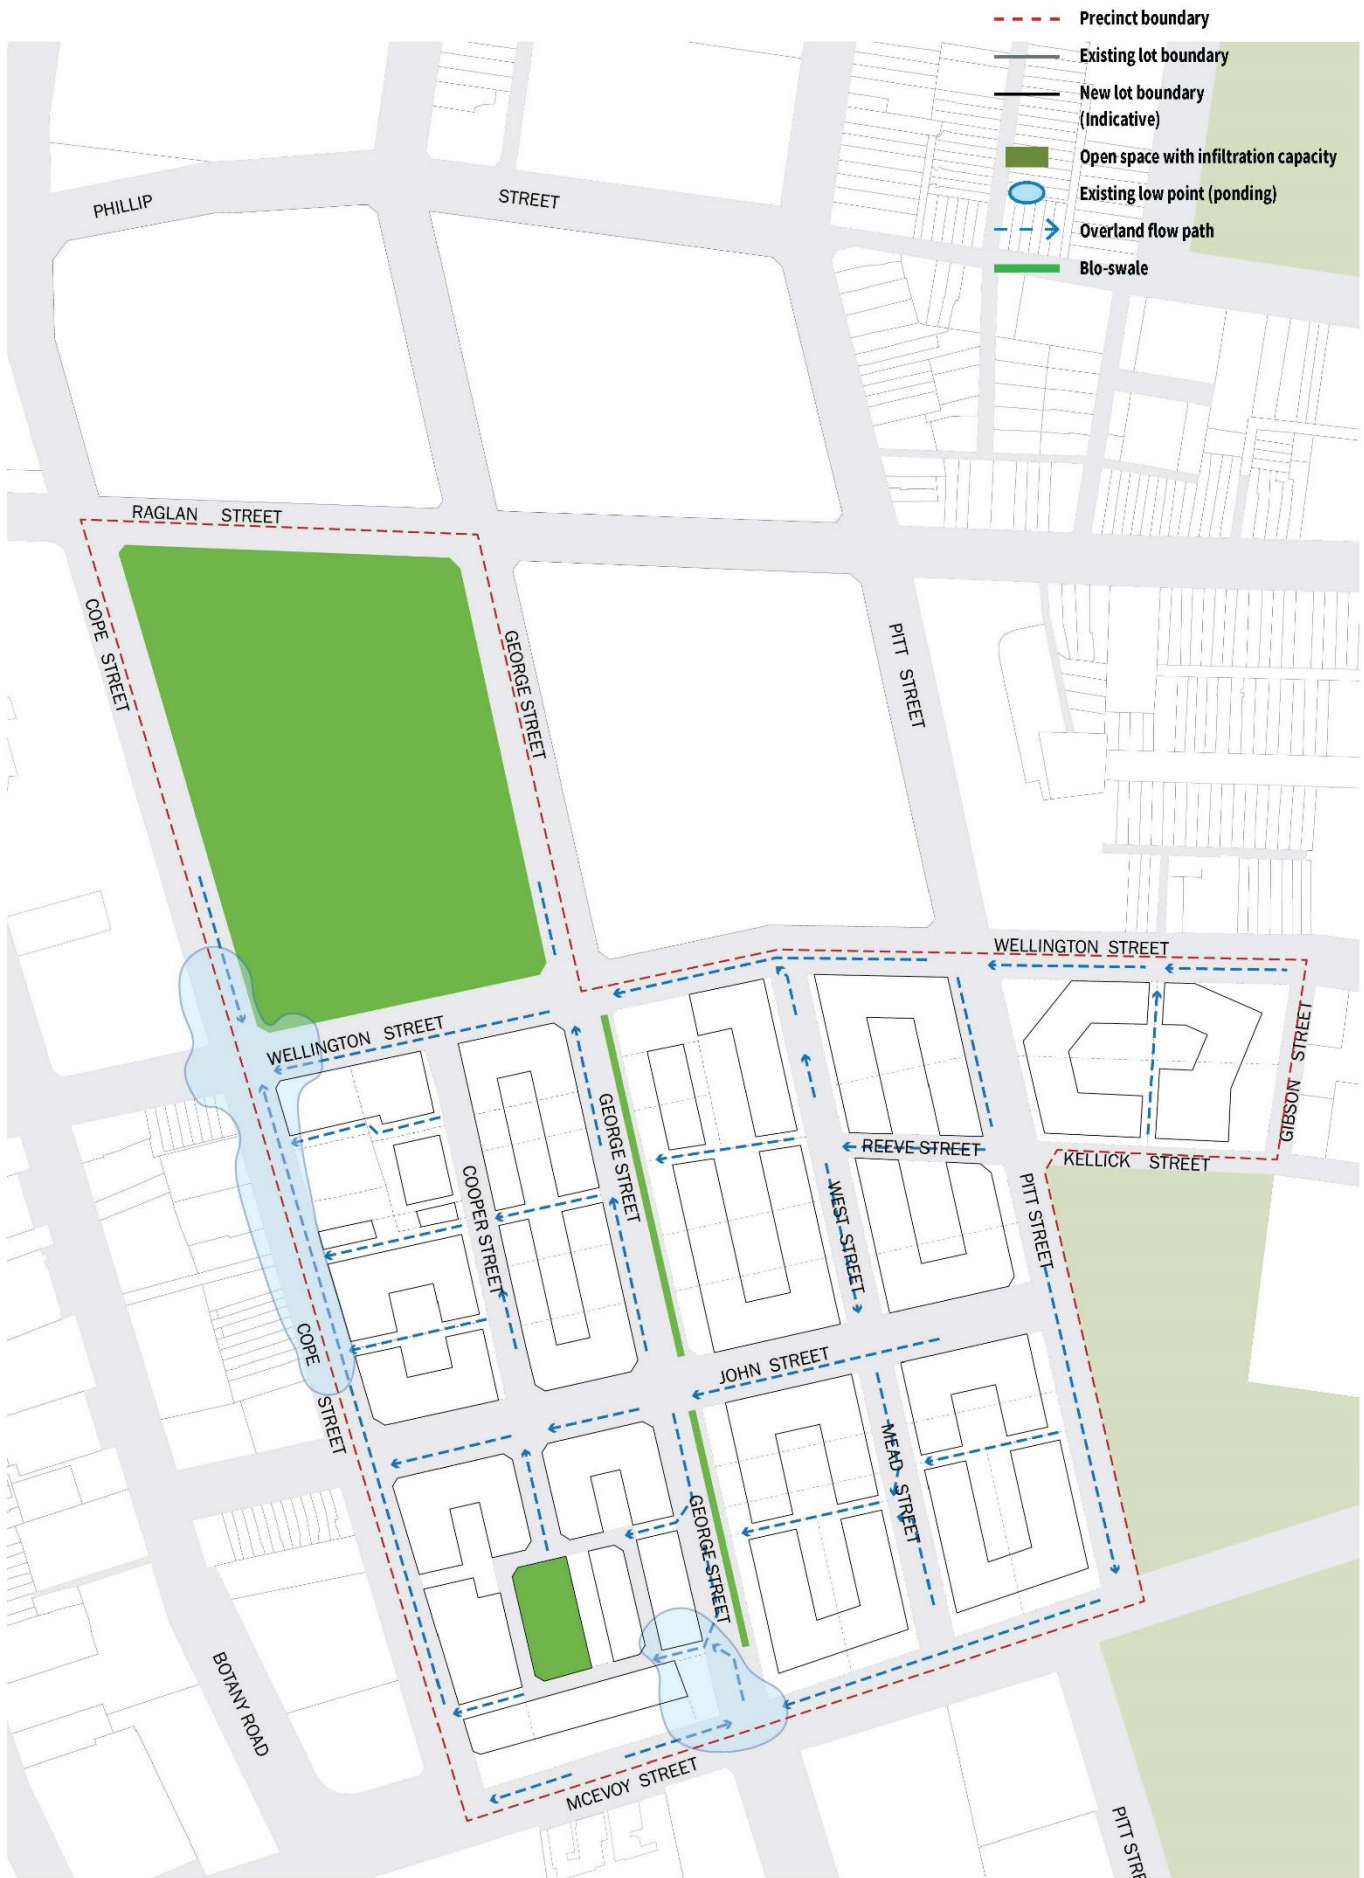 Precinct boundary
Existing lot boundary
New lot boundary
(Indicative)
Open space with infiltration capacity
Existing low point (ponding)
Overland flow path
Blo-swale
PHILLIP
STREET
RAGLAN STREET
COPE STREET
GEORGE STREET
PITT STREET
WELLINGTON STREET
WELLINGTON STREET
GIBSON STREET
GEORGE STREET
REEVE STREET
KELLICK STREET
COOPER STREET
WEST STREET
PITT STREET
COPE
STREET
JOHN STREET
MEAD STREET
GEORGE STREET
BOTANY ROAD
MCEVOY STREET
PITT STRE